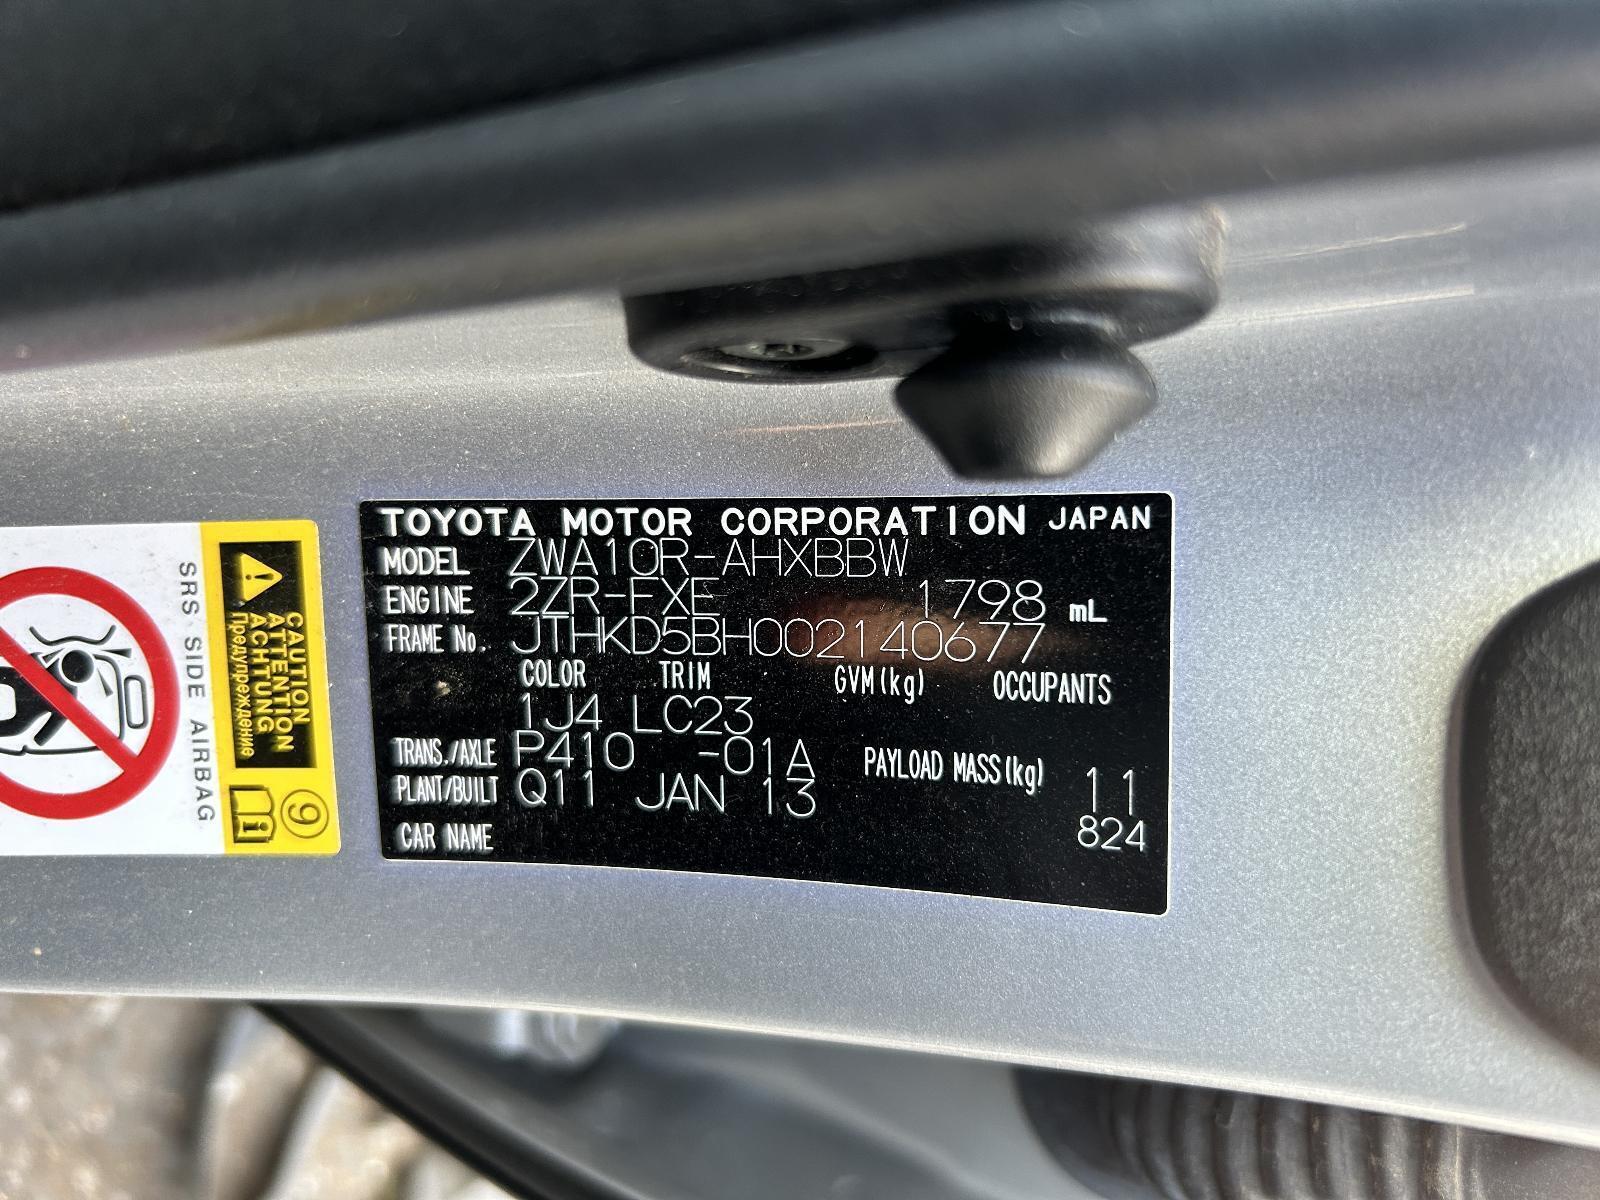 TOYOTA MOTOR CORPORATION JAPAN
MODEL ZWA10R-AHXBBW
ENGINE 2ZR-FXE 1798 mL
FRAME No. JTHKD5BH002140677
COLOR TRIM GVM(kg) OCCUPANTS
1J4 LC23
TRANS./AXLE P410 -01A PAYLOAD MASS(kg) 11
PLANT/BUILT Q11 JAN 13
824
CAR NAME
CAUTION
ATTENTION
ACHTUNG
Предупреждение
9
SRS SIDE AIRBAG